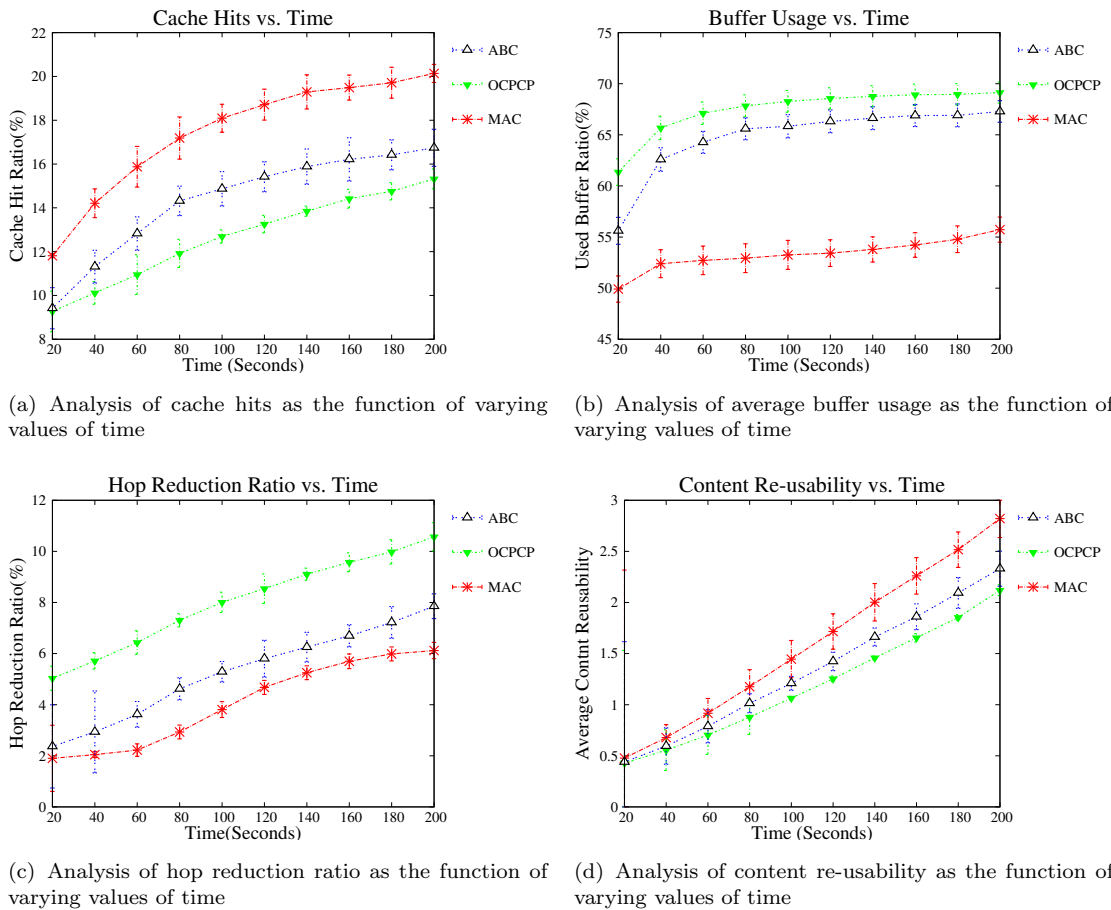 Cache Hits vs. Time
22
20
18
16
14
12
10
8
Cache Hit Ratio(%)
20 40 60 80 100 120 140 160 180 200
Time (Seconds)
ABC
OCPCP
MAC
(a) Analysis of cache hits as the function of varying
values of time
Buffer Usage vs. Time
75
70
65
60
55
50
45
Used Buffer Ratio(%)
20 40 60 80 100 120 140 160 180 200
Time (Seconds)
ABC
OCPCP
MAC
(b) Analysis of average buffer usage as the function of
varying values of time
Hop Reduction Ratio vs. Time
12
10
8
6
4
2
0
Hop Reduction Ratio(%)
20 40 60 80 100 120 140 160 180 200
Time(Seconds)
ABC
OCPCP
MAC
(c) Analysis of hop reduction ratio as the function of
varying values of time
Content Re-usability vs. Time
3
2.5
2
1.5
1
0.5
0
Average Contnt Reusability
20 40 60 80 100 120 140 160 180 200
Time (Seconds)
ABC
OCPCP
MAC
(d) Analysis of content re-usability as the function of
varying values of time